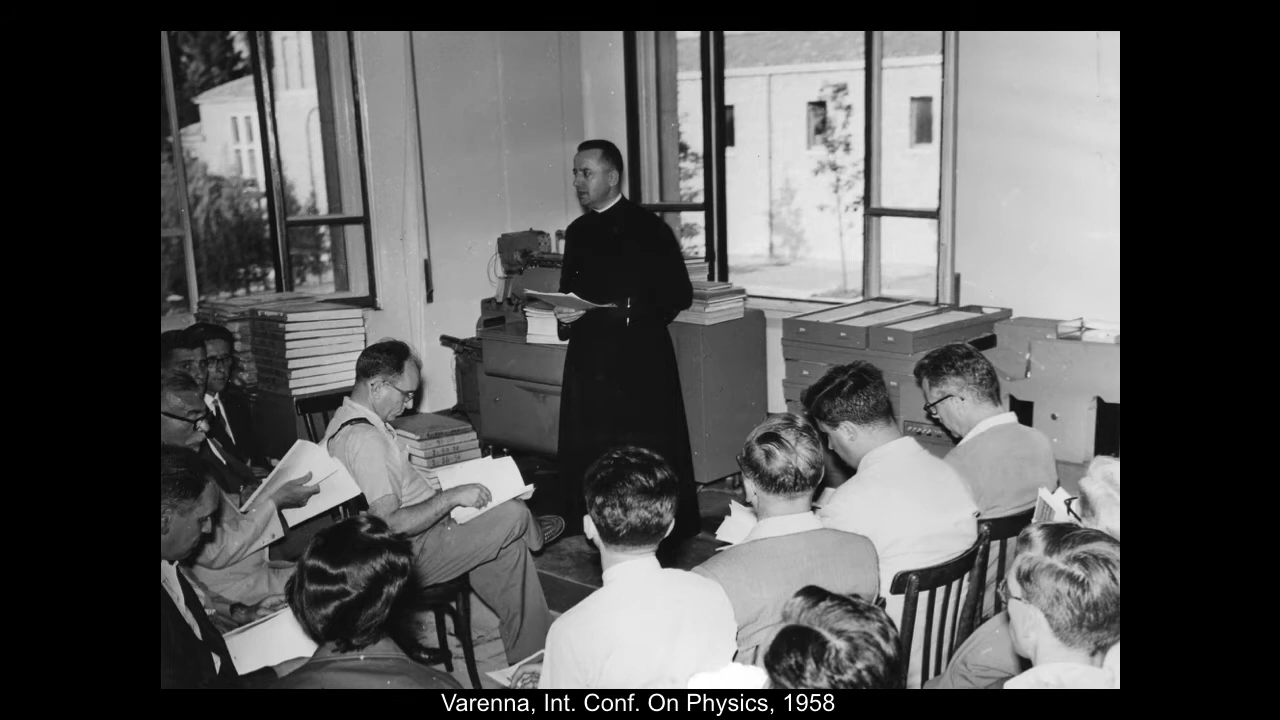 Varenna, Int. Conf. On Physics, 1958